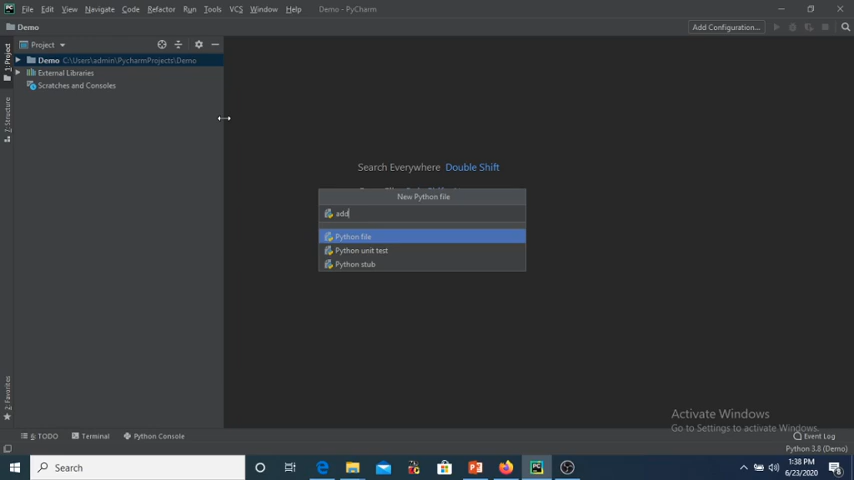 File Edit View Navigate Code Refactor Run Tools VCS Window Help Demo - PyCharm
Demo
Add Configuration...
Project
1: Project
Demo C:\Users\admin\PycharmProjects\Demo
External Libraries
Scratches and Consoles
7: Structure
Search Everywhere Double Shift
New Python file
add
Python file
Python unit test
Python stub
2: Favorites
Activate Windows
Go to Settings to activate Windows.
6: TODO Terminal Python Console
Event Log
Python 3.8 (Demo)
Search
1:38 PM
6/23/2020
8